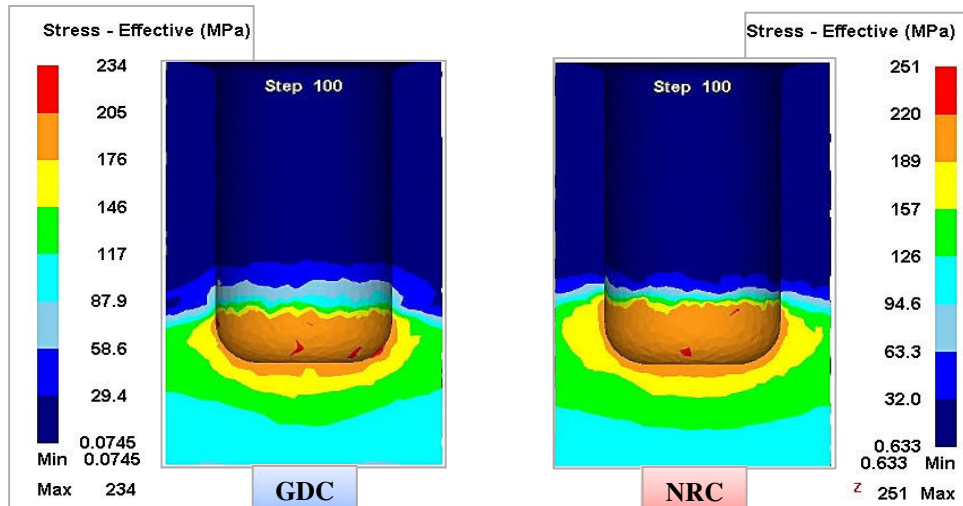 Stress - Effective (MPa)
234
205
176
146
117
87.9
58.6
29.4
0.0745
Min 0.0745
Max 234
Step 100
GDC
Stress - Effective (MPa)
251
220
189
157
126
94.6
63.3
32.0
0.633
0.633 Min
Z 251 Max
Step 100
NRC